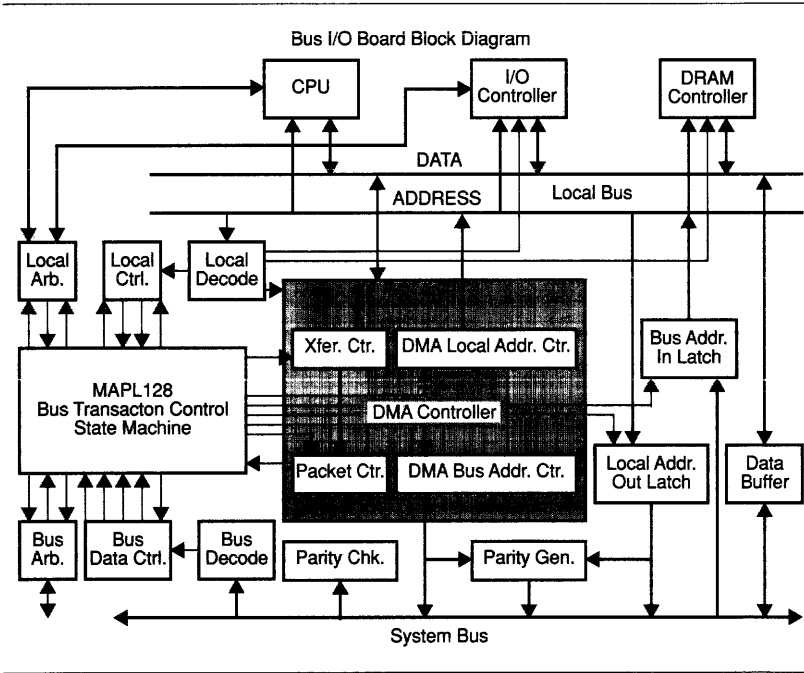 Bus I/O Board Block Diagram
CPU
I/O
Controller
DRAM
Controller
DATA
ADDRESS
Local Bus
Local
Arb.
Local
Ctrl.
Local
Decode
Xfer. Ctr.
DMA Local Addr. Ctr.
Bus Addr.
In Latch
MAPL128
Bus Transacton Control
State Machine
DMA Controller
Packet Ctr.
DMA Bus Addr. Ctr.
Local Addr.
Out Latch
Data
Buffer
Bus
Arb.
Bus
Data Ctrl.
Bus
Decode
Parity Chk.
Parity Gen.
System Bus